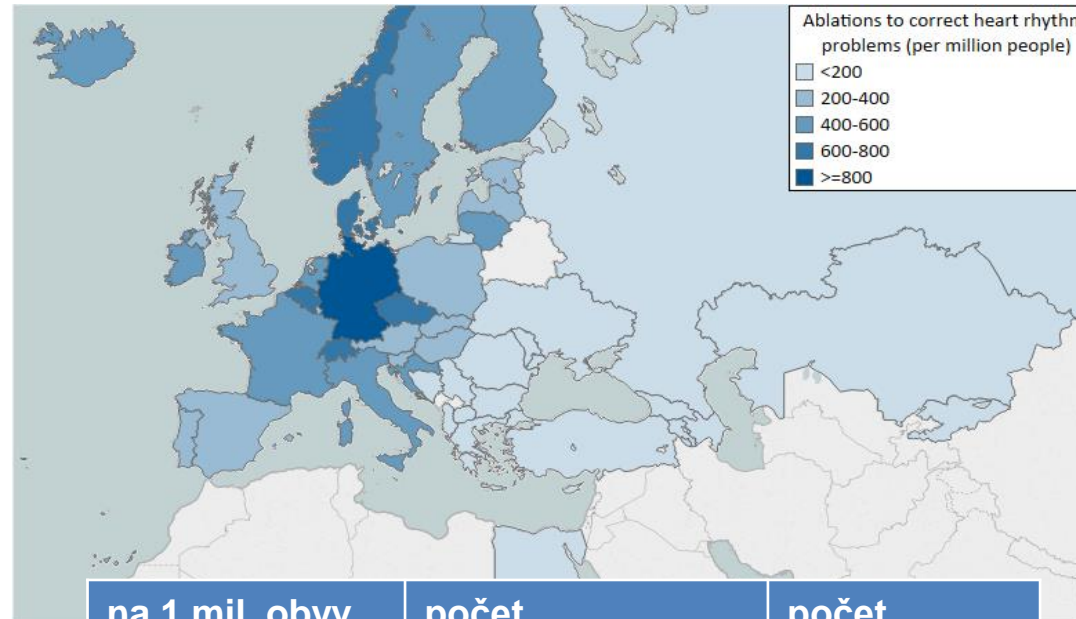 Ablations to correct heart rhythm
problems (per million people)
<200
200-400
400-600
600-800
>=800
na 1 mil. obyv. počet počet